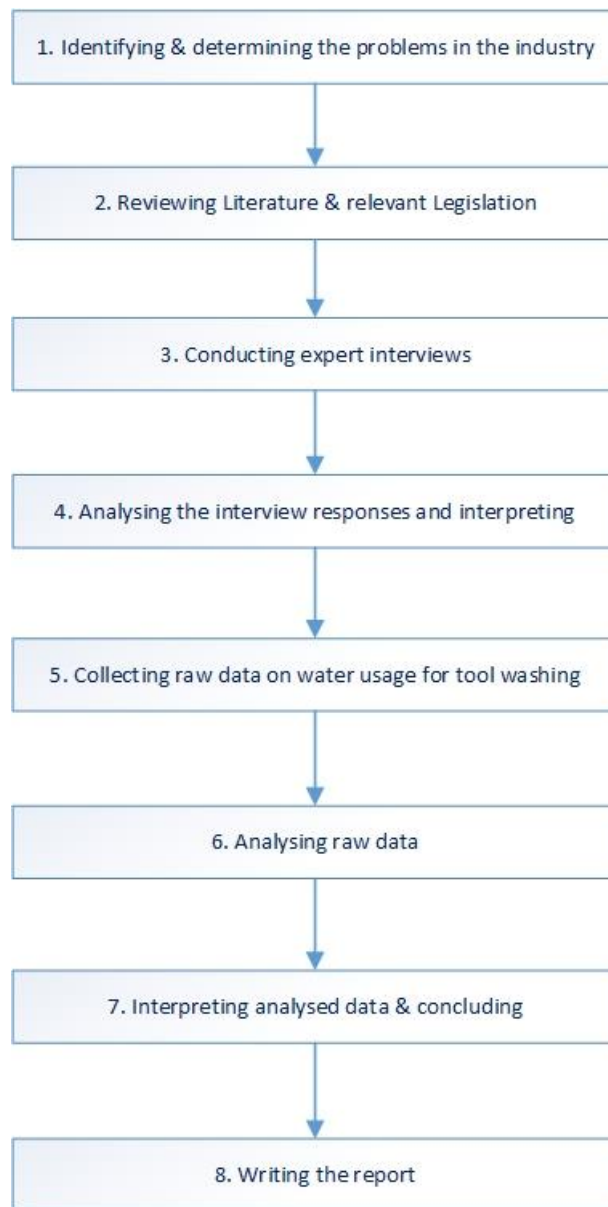 1. Identifying & determining the problems in the industry
2. Reviewing Literature & relevant Legislation
3. Conducting expert interviews
4. Analysing the interview responses and interpreting
5. Collecting raw data on water usage for tool washing
6. Analysing raw data
7. Interpreting analysed data & concluding
8. Writing the report